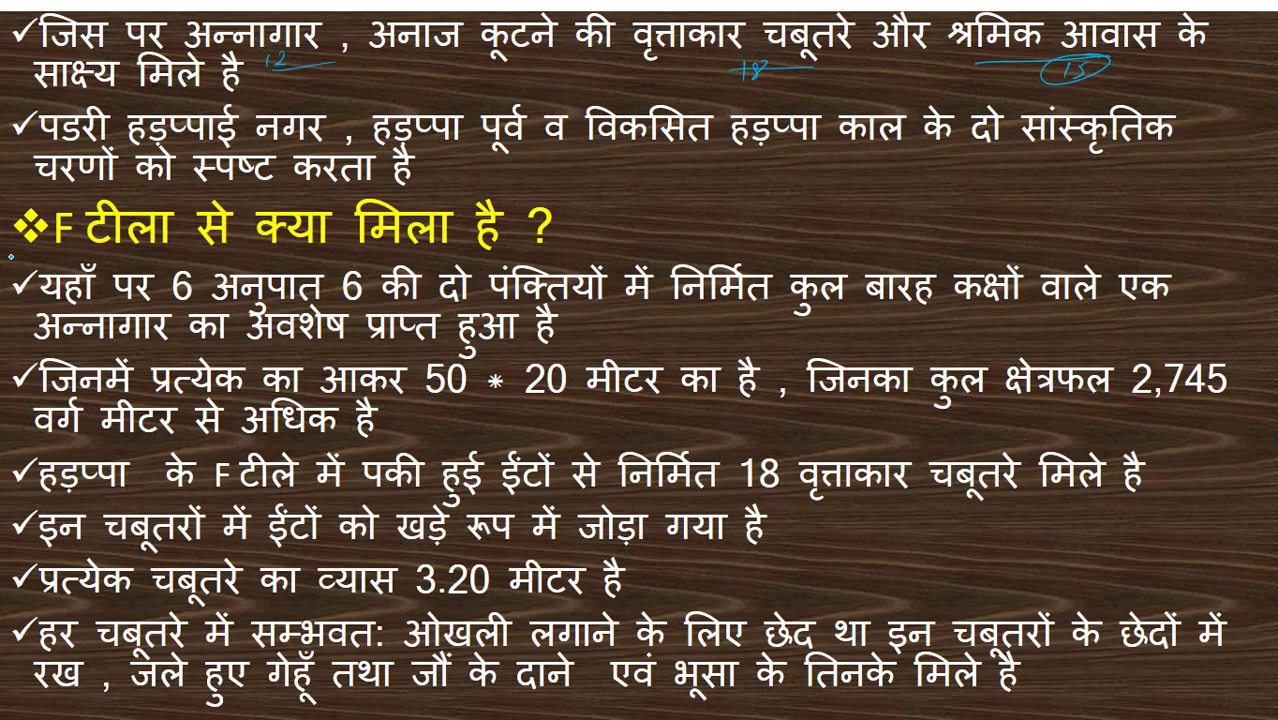 ✓जिस पर अन्नागार , अनाज कूटने की वृत्ताकार चबूतरे और श्रमिक आवास के
12 18 15
साक्ष्य मिले है
✓पडरी हड़प्पाई नगर , हड़प्पा पूर्व व विकसित हड़प्पा काल के दो सांस्कृतिक
चरणों को स्पष्ट करता है
❖F टीला से क्या मिला है ?
✓यहाँ पर 6 अनुपात 6 की दो पंक्तियों में निर्मित कुल बारह कक्षों वाले एक
अन्नागार का अवशेष प्राप्त हुआ है
✓जिनमें प्रत्येक का आकर 50 * 20 मीटर का है , जिनका कुल क्षेत्रफल 2,745
वर्ग मीटर से अधिक है
✓हड़प्पा के F टीले में पकी हुई ईंटों से निर्मित 18 वृत्ताकार चबूतरे मिले है
✓इन चबूतरों में ईंटों को खड़े रूप में जोड़ा गया है
✓प्रत्येक चबूतरे का व्यास 3.20 मीटर है
✓हर चबूतरे में सम्भवत: ओखली लगाने के लिए छेद था इन चबूतरों के छेदों में
रख , जले हुए गेहूँ तथा जौं के दाने एवं भूसा के तिनके मिले है